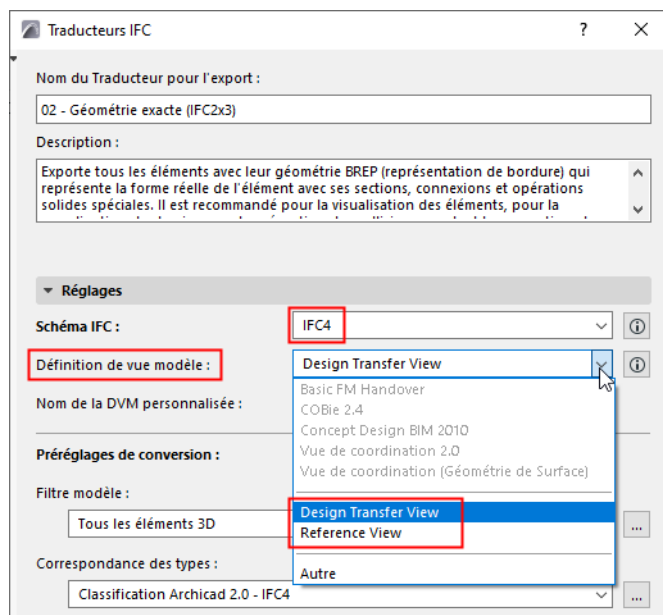 Traducteurs IFC
Nom du Traducteur pour l'export :
02 - Géométrie exacte (IFC2x3)
Description :
Exporte tous les éléments avec leur géométrie BREP (représentation de bordure) qui
représente la forme réelle de l'élément avec ses sections, connexions et opérations
solides spéciales. Il est recommandé pour la visualisation des éléments, pour la
Réglages
Schéma IFC :
IFC4
Définition de vue modèle :
Design Transfer View
Basic FM Handover
Nom de la DVM personnalisée :
COBie 2.4
Concept Design BIM 2010
Vue de coordination 2.0
Préréglages de conversion :
Vue de coordination (Géométrie de Surface)
Filtre modèle :
Design Transfer View
Tous les éléments 3D
Reference View
...
Correspondance des types :
Autre
Classification Archicad 2.0 - IFC4
...